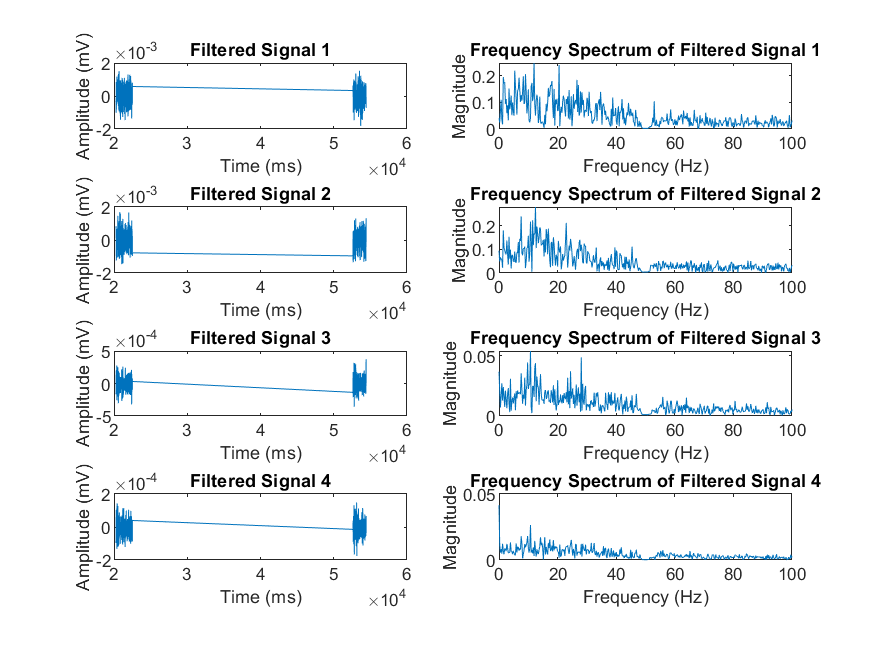 Filtered Signal 1
×10-3
Amplitude (mV)
2
0
-2
2 3 4 5 6
Time (ms)
×104
Frequency Spectrum of Filtered Signal 1
Magnitude
0.2
0.1
0
0 20 40 60 80 100
Frequency (Hz)
Filtered Signal 2
×10-3
Amplitude (mV)
2
0
-2
2 3 4 5 6
Time (ms)
×104
Frequency Spectrum of Filtered Signal 2
Magnitude
0.2
0.1
0
0 20 40 60 80 100
Frequency (Hz)
Filtered Signal 3
×10-4
Amplitude (mV)
5
0
-5
2 3 4 5 6
Time (ms)
×104
Frequency Spectrum of Filtered Signal 3
Magnitude
0.05
0
0 20 40 60 80 100
Frequency (Hz)
Filtered Signal 4
×10-4
Amplitude (mV)
2
0
-2
2 3 4 5 6
Time (ms)
×104
Frequency Spectrum of Filtered Signal 4
Magnitude
0.05
0
0 20 40 60 80 100
Frequency (Hz)